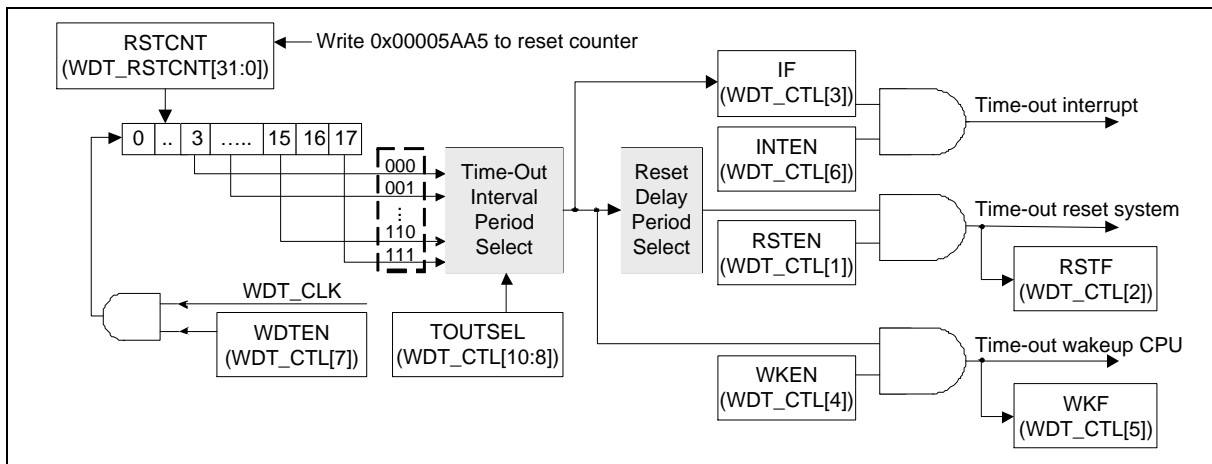 RSTCNT
(WDT_RSTCNT[31:0])
Write 0x00005AA5 to reset counter
0 .. 3 ..... 15 16 17
000
001
...
110
111
Time-Out
Interval
Period
Select
Reset
Delay
Period
Select
IF
(WDT_CTL[3])
INTEN
(WDT_CTL[6])
Time-out interrupt
RSTEN
(WDT_CTL[1])
Time-out reset system
RSTF
(WDT_CTL[2])
WDT_CLK
WDTEN
(WDT_CTL[7])
TOUTSEL
(WDT_CTL[10:8])
WKEN
(WDT_CTL[4])
Time-out wakeup CPU
WKF
(WDT_CTL[5])